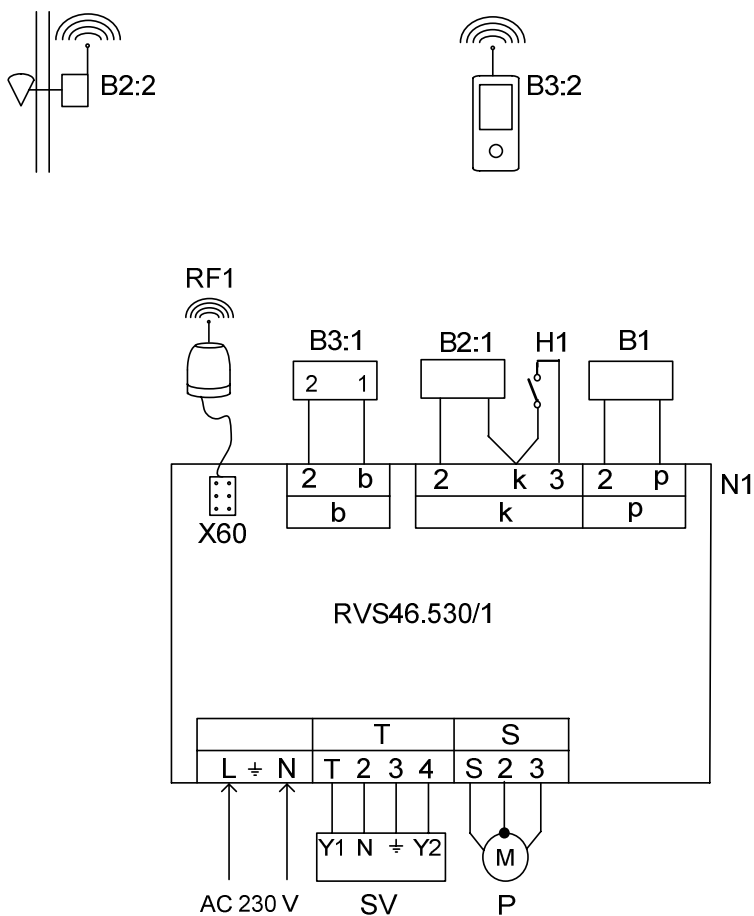 B2:2 B3:2
RF1
B3:1 B2:1 H1 B1
2 1
2 b 2 k 3 2 p N1
b k p
X60
RVS46.530/1
T S
L ⏚ N T 2 3 4 S 2 3
Y1 N ⏚ Y2 M
AC 230 V SV P